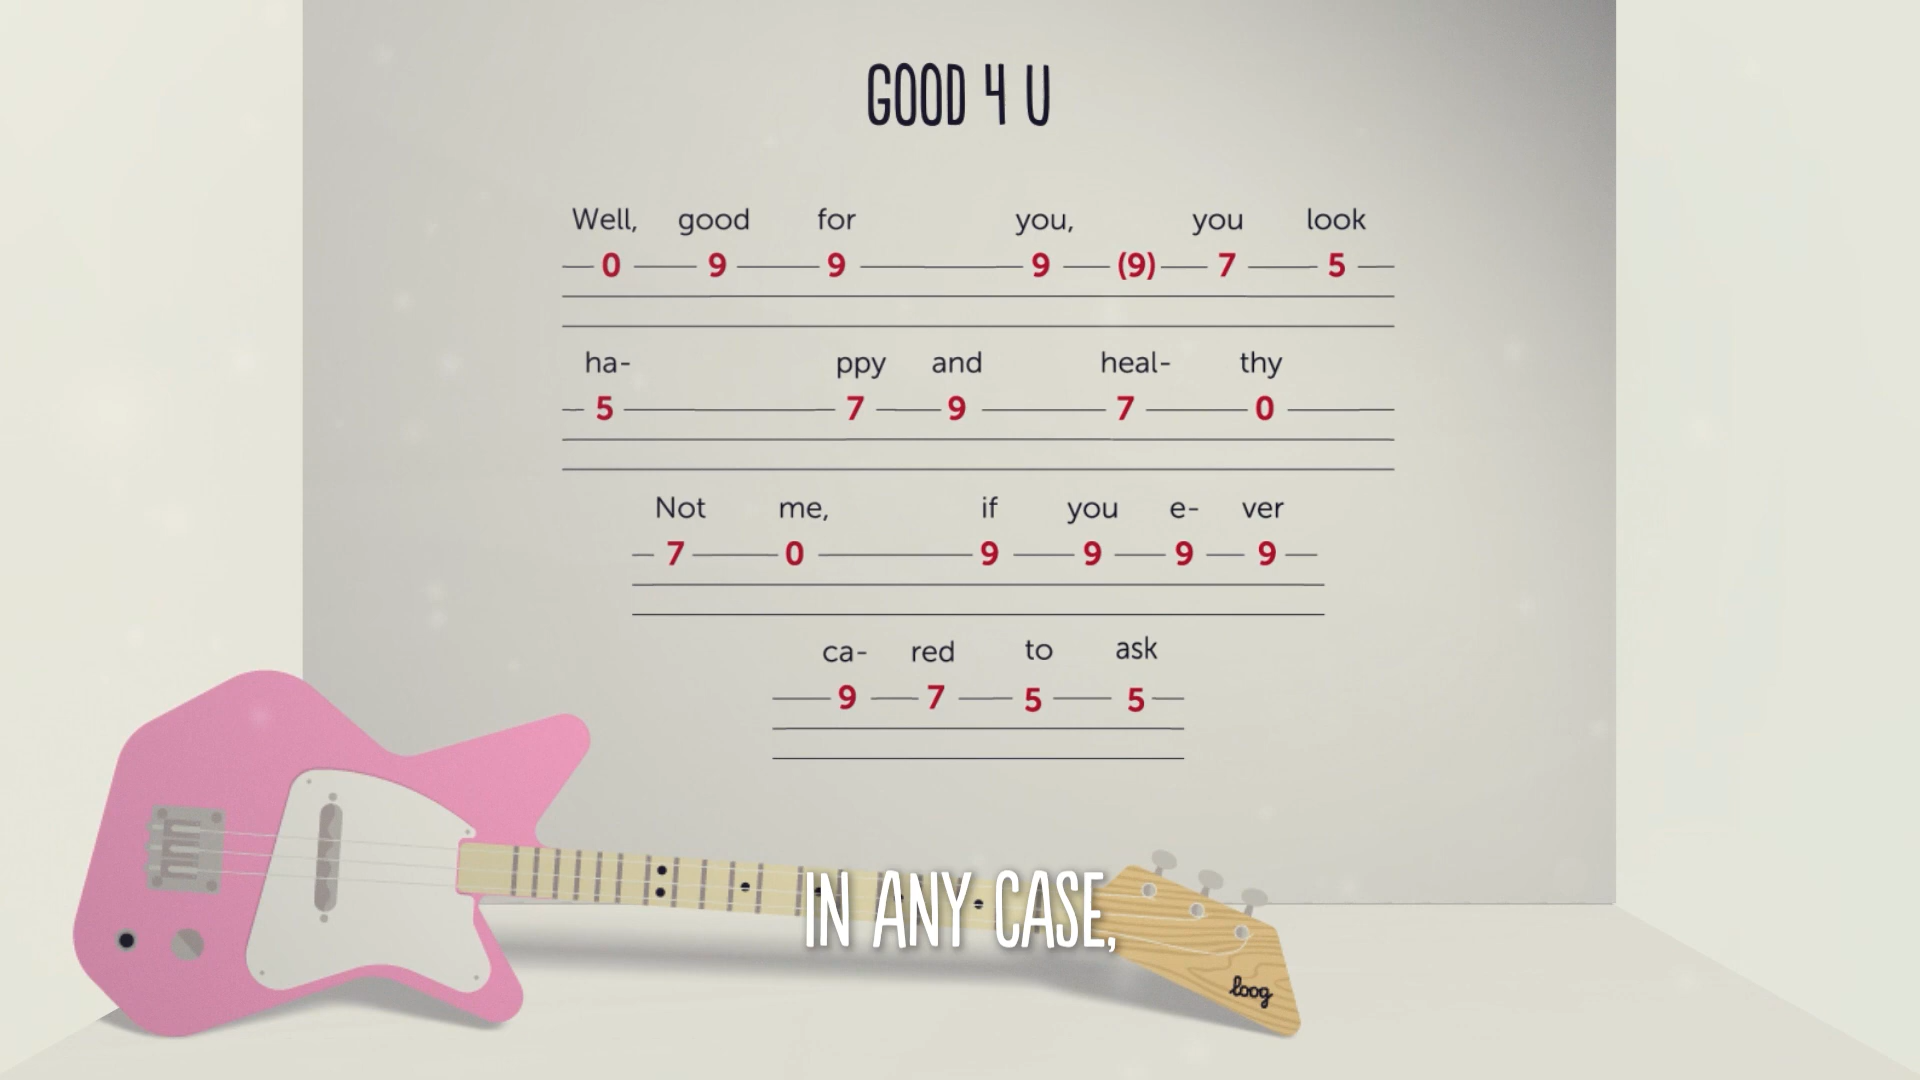 GOOD 4 U
Well, good for you, you look
0 9 9 9 (9) 7 5
ha- ppy and heal- thy
5 7 9 7 0
Not me, if you e- ver
7 0 9 9 9 9
ca- red to ask
9 7 5 5
IN ANY CASE,
loog